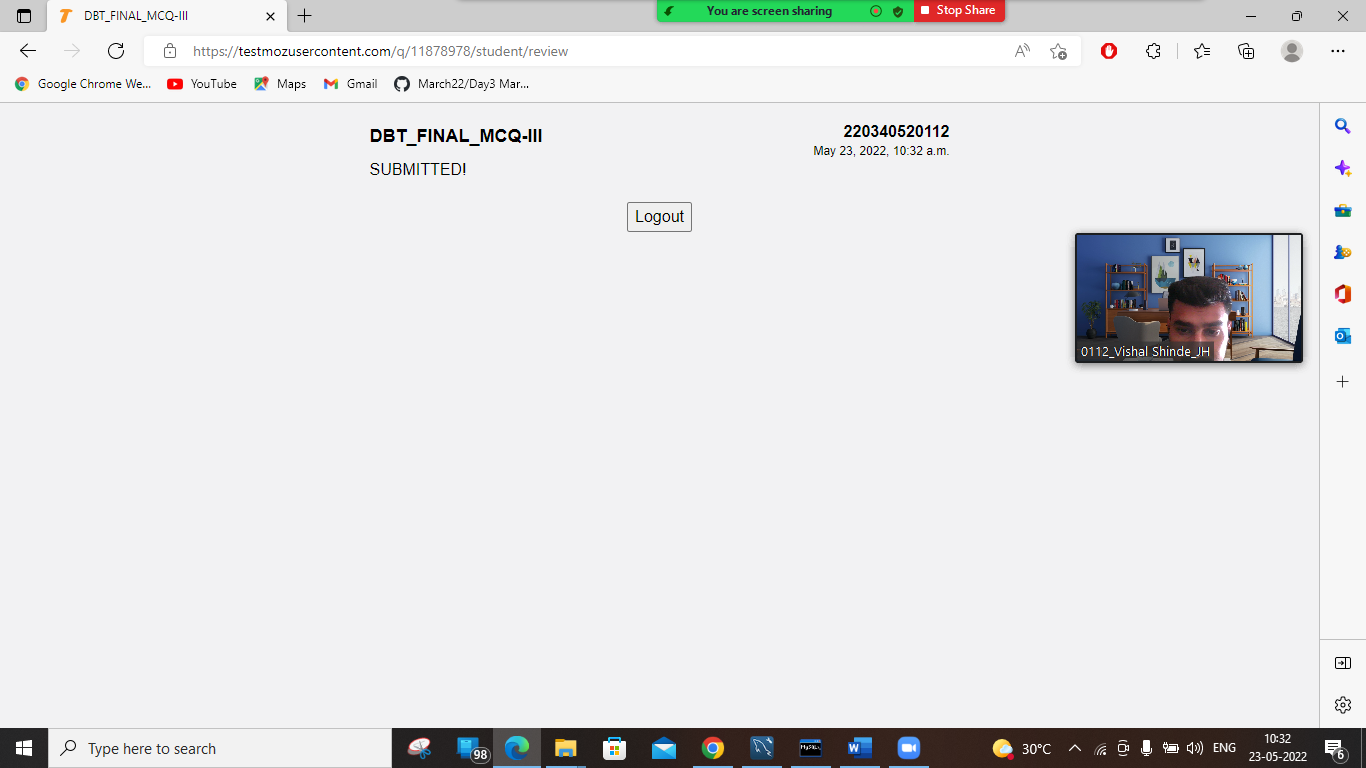 DBT_FINAL_MCQ-III
You are screen sharing
Stop Share
https://testmozusercontent.com/q/11878978/student/review
Google Chrome We...
YouTube
Maps
Gmail
March22/Day3 Mar...
DBT_FINAL_MCQ-III
220340520112
May 23, 2022, 10:32 a.m.
SUBMITTED!
Logout
0112_Vishal Shinde_JH
Type here to search
98
MySQL
30°C
ENG
10:32
23-05-2022
6